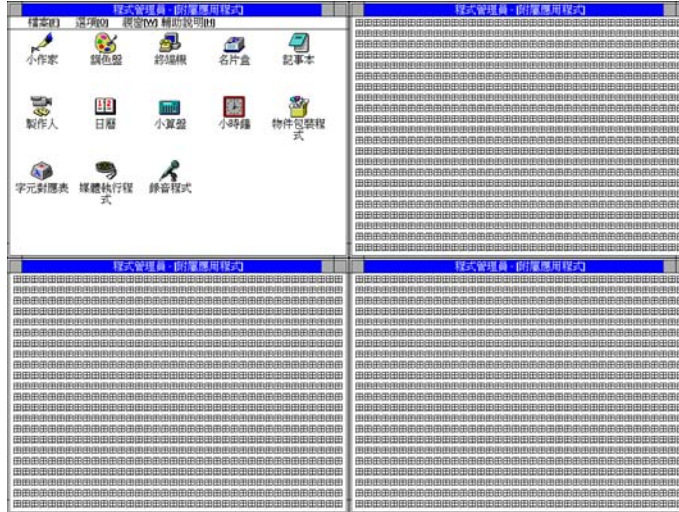 程式管理員 - [附屬應用程式]
檔案(F) 選項(O) 視窗(W) 輔助說明(H)
小作家 調色盤 終端機 名片盒 記事本
製作人 日曆 小算盤 小時鐘 物件包裝程式
字元對應表 媒體執行程式 錄音程式
程式管理員 - [附屬應用程式]
程式管理員 - [附屬應用程式]
程式管理員 - [附屬應用程式]